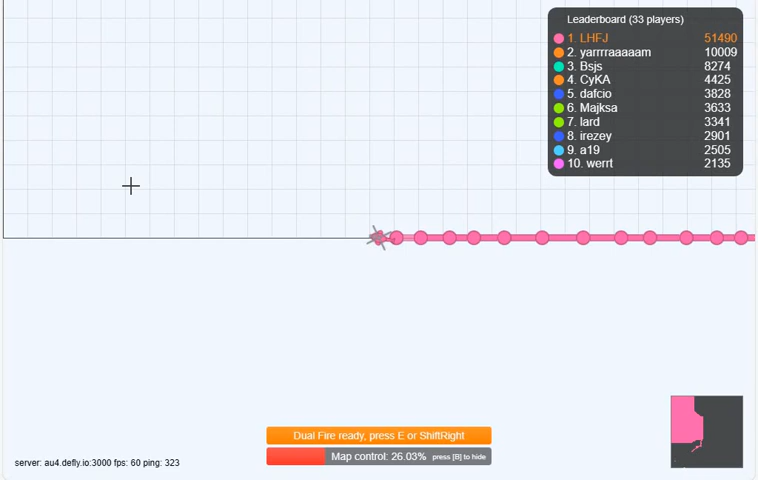 Leaderboard (33 players)
1. LHFJ 51490
2. yarrrraaaaam 10009
3. Bsjs 8274
4. CyKA 4425
5. dafcio 3828
6. Majksa 3633
7. lard 3341
8. irezey 2901
9. a19 2505
10. werrt 2135
Dual Fire ready, press E or ShiftRight
Map control: 26.03% press [B] to hide
server: au4.defly.io:3000 fps: 60 ping: 323